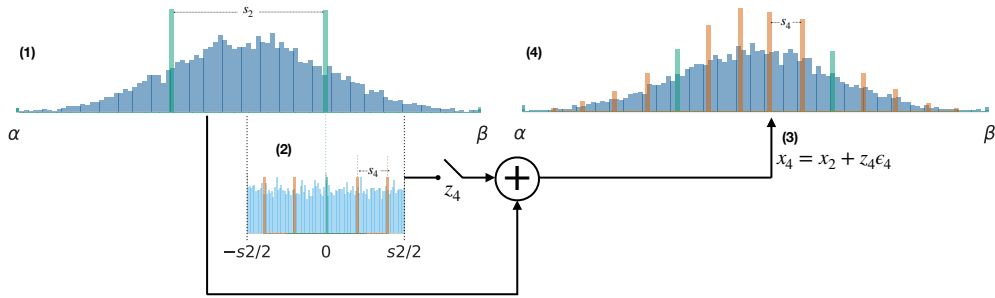 s₂
(1)
α
β
(2)
s₄
−s2/2
0
s2/2
z₄
+
(3)
x₄ = x₂ + z₄ϵ₄
(4)
s₄
α
β